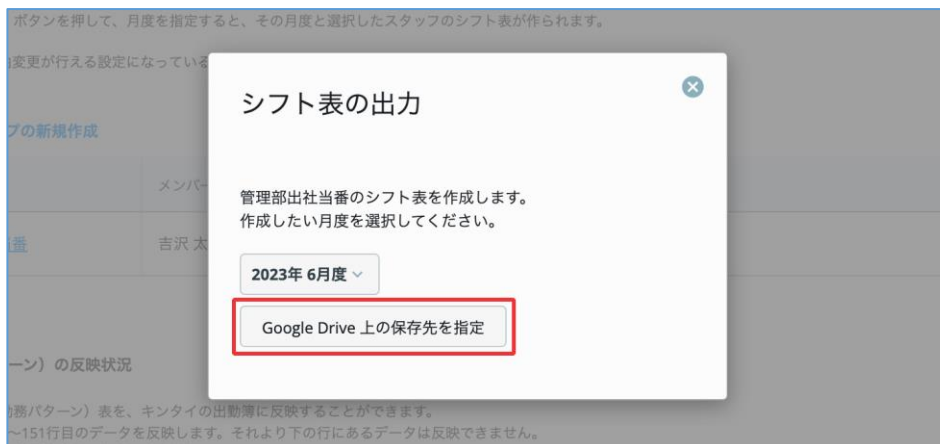 ボタンを押して、月度を指定すると、その月度と選択したスタッフのシフト表が作られます。
変更が行える設定になっている
シフト表の出力
プの新規作成
メンバー
管理部出社当番のシフト表を作成します。
作成したい月度を選択してください。
当番
吉沢 太
2023年 6月度
Google Drive 上の保存先を指定
ーン）の反映状況
務パターン）表を、キンタイの出勤簿に反映することができます。
～151行目のデータを反映します。それより下の行にあるデータは反映できません。